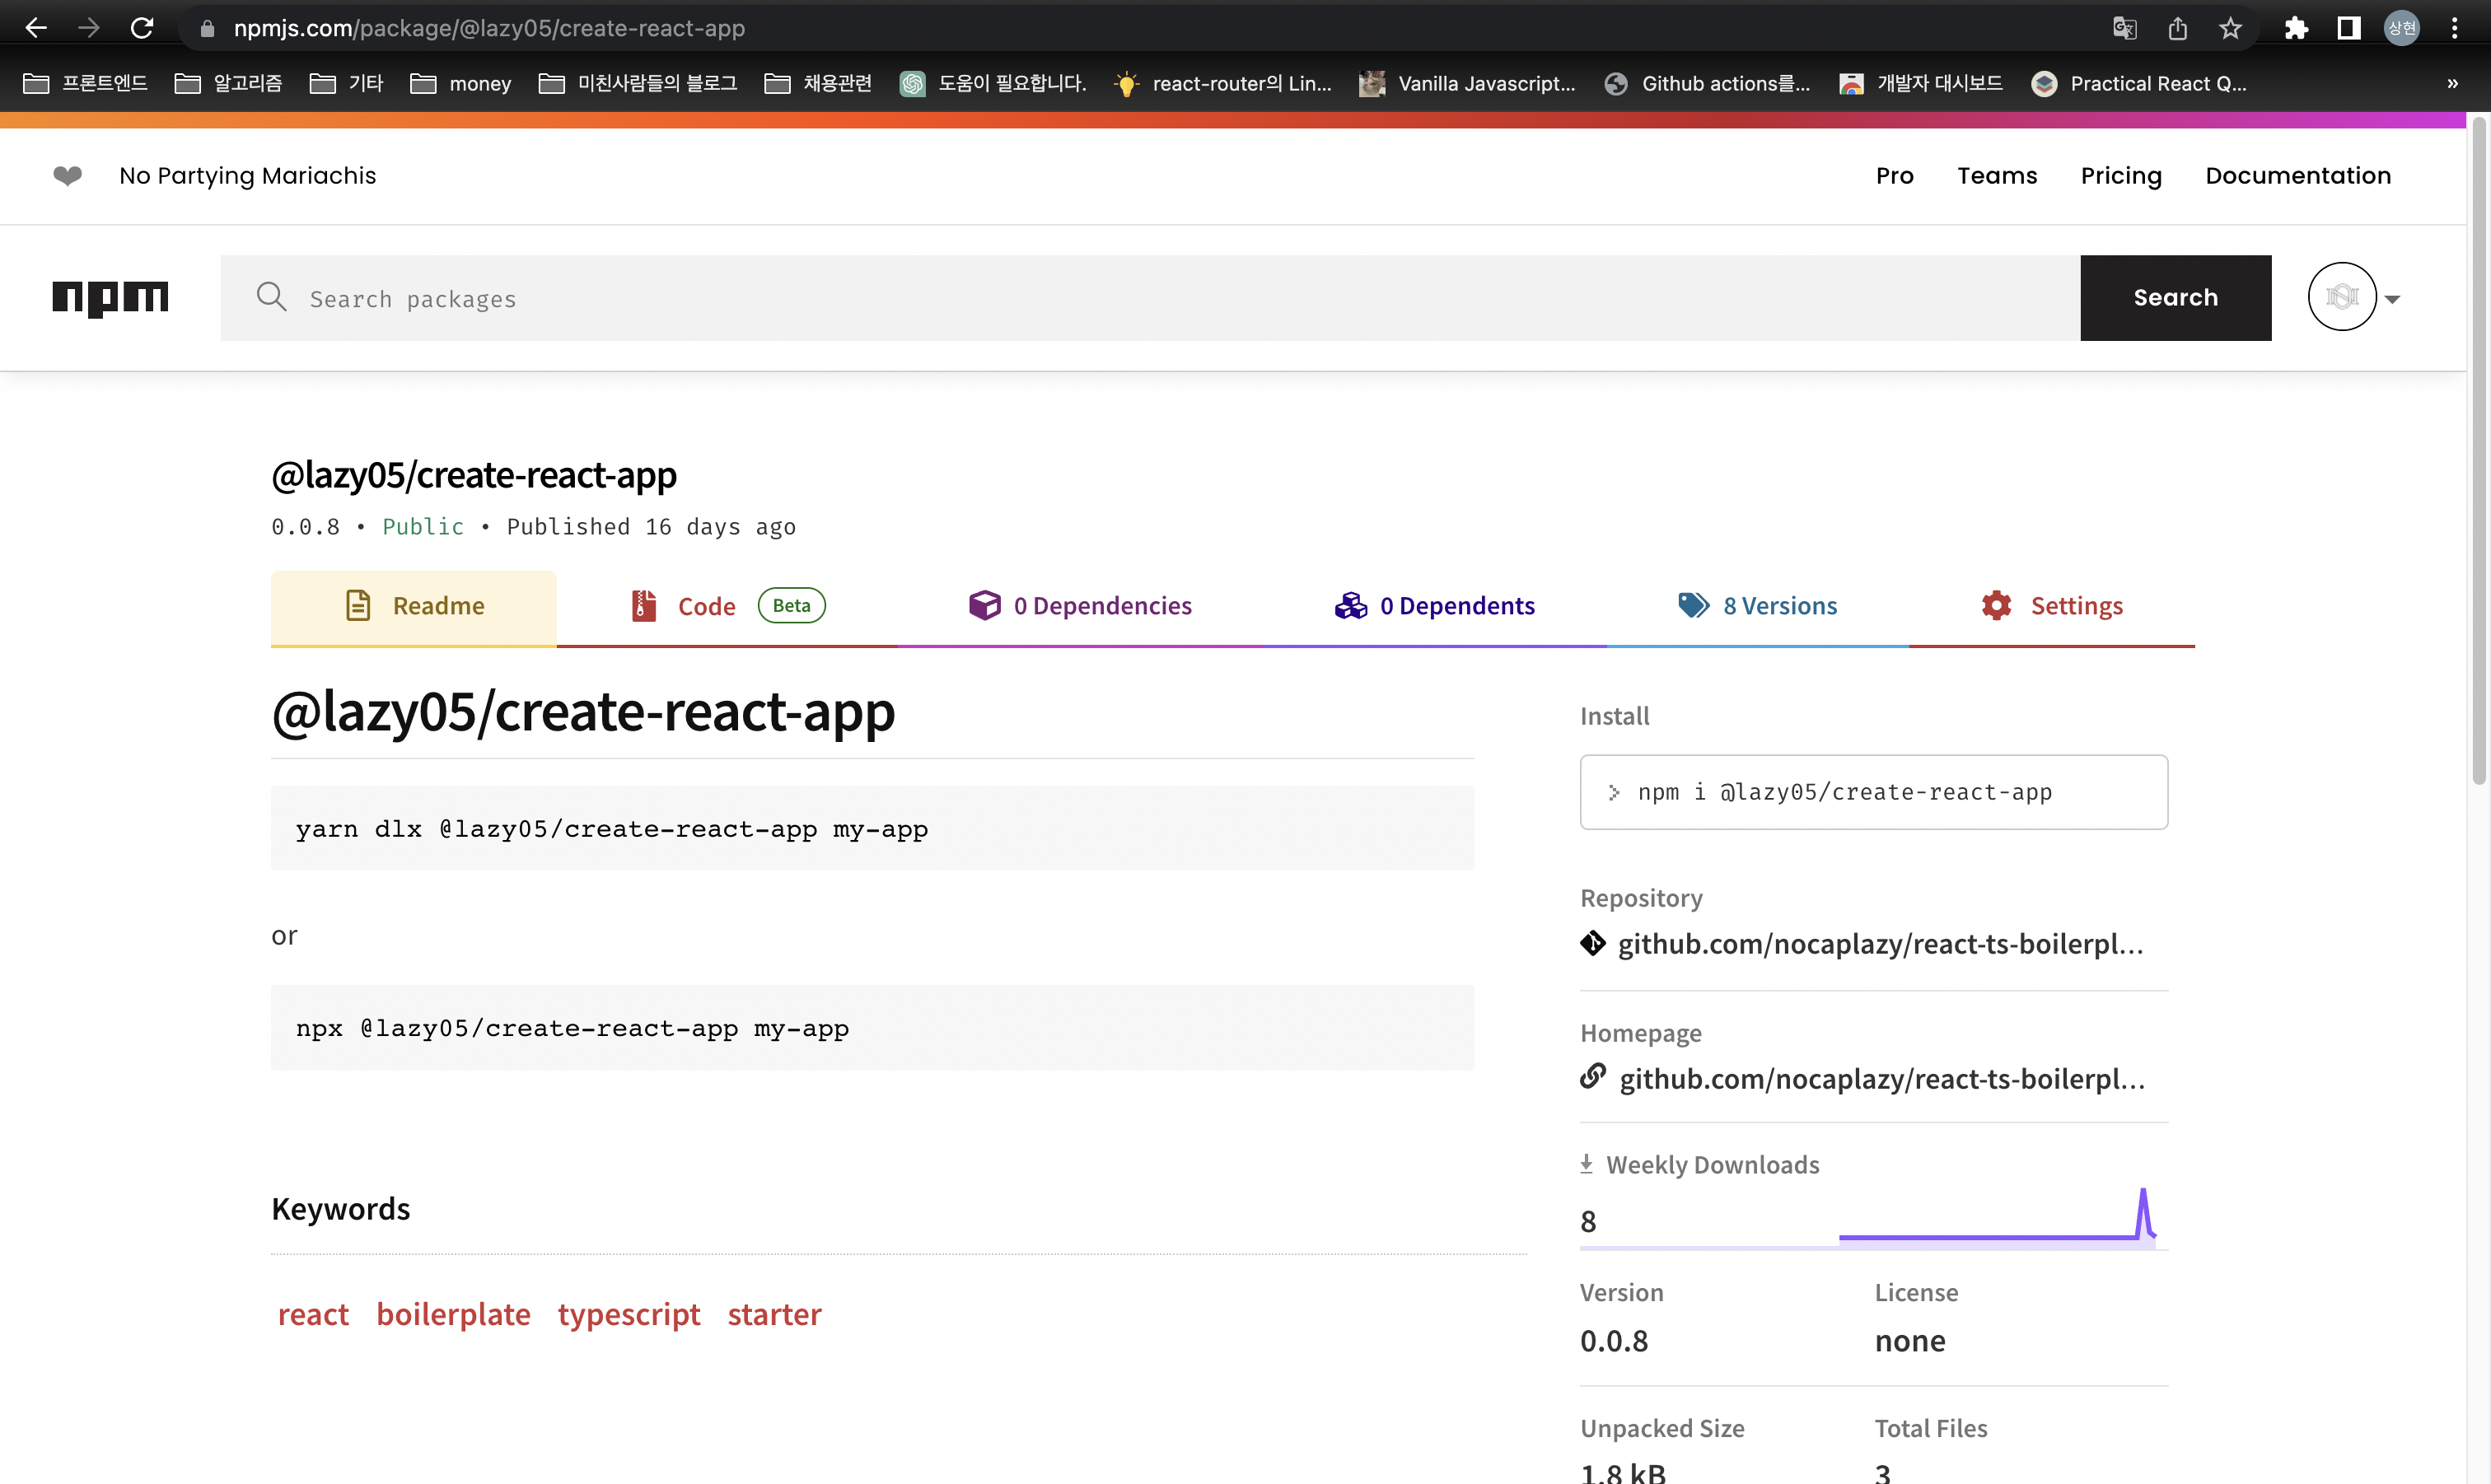 npmjs.com/package/@lazy05/create-react-app
상현
프론트엔드 알고리즘 기타 money 미친사람들의 블로그 채용관련 도움이 필요합니다. react-router의 Lin... Vanilla Javascript... Github actions를... 개발자 대시보드 Practical React Q... »
No Partying Mariachis Pro Teams Pricing Documentation
npm Search packages Search
@lazy05/create-react-app
0.0.8 • Public • Published 16 days ago
Readme Code Beta 0 Dependencies 0 Dependents 8 Versions Settings
@lazy05/create-react-app
yarn dlx @lazy05/create-react-app my-app
or
npx @lazy05/create-react-app my-app
Keywords
react boilerplate typescript starter
Install
> npm i @lazy05/create-react-app
Repository
github.com/nocaplazy/react-ts-boilerpl...
Homepage
github.com/nocaplazy/react-ts-boilerpl...
Weekly Downloads
8
Version License
0.0.8 none
Unpacked Size Total Files
1.8 kB 3